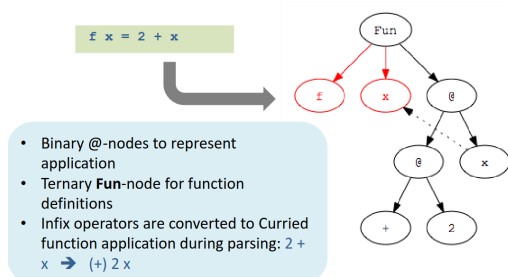 f x = 2 + x
Fun
f
x
@
@
x
+
2
• Binary @-nodes to represent
application
• Ternary Fun-node for function
definitions
• Infix operators are converted to Curried
function application during parsing: 2 +
x ➔ (+) 2 x